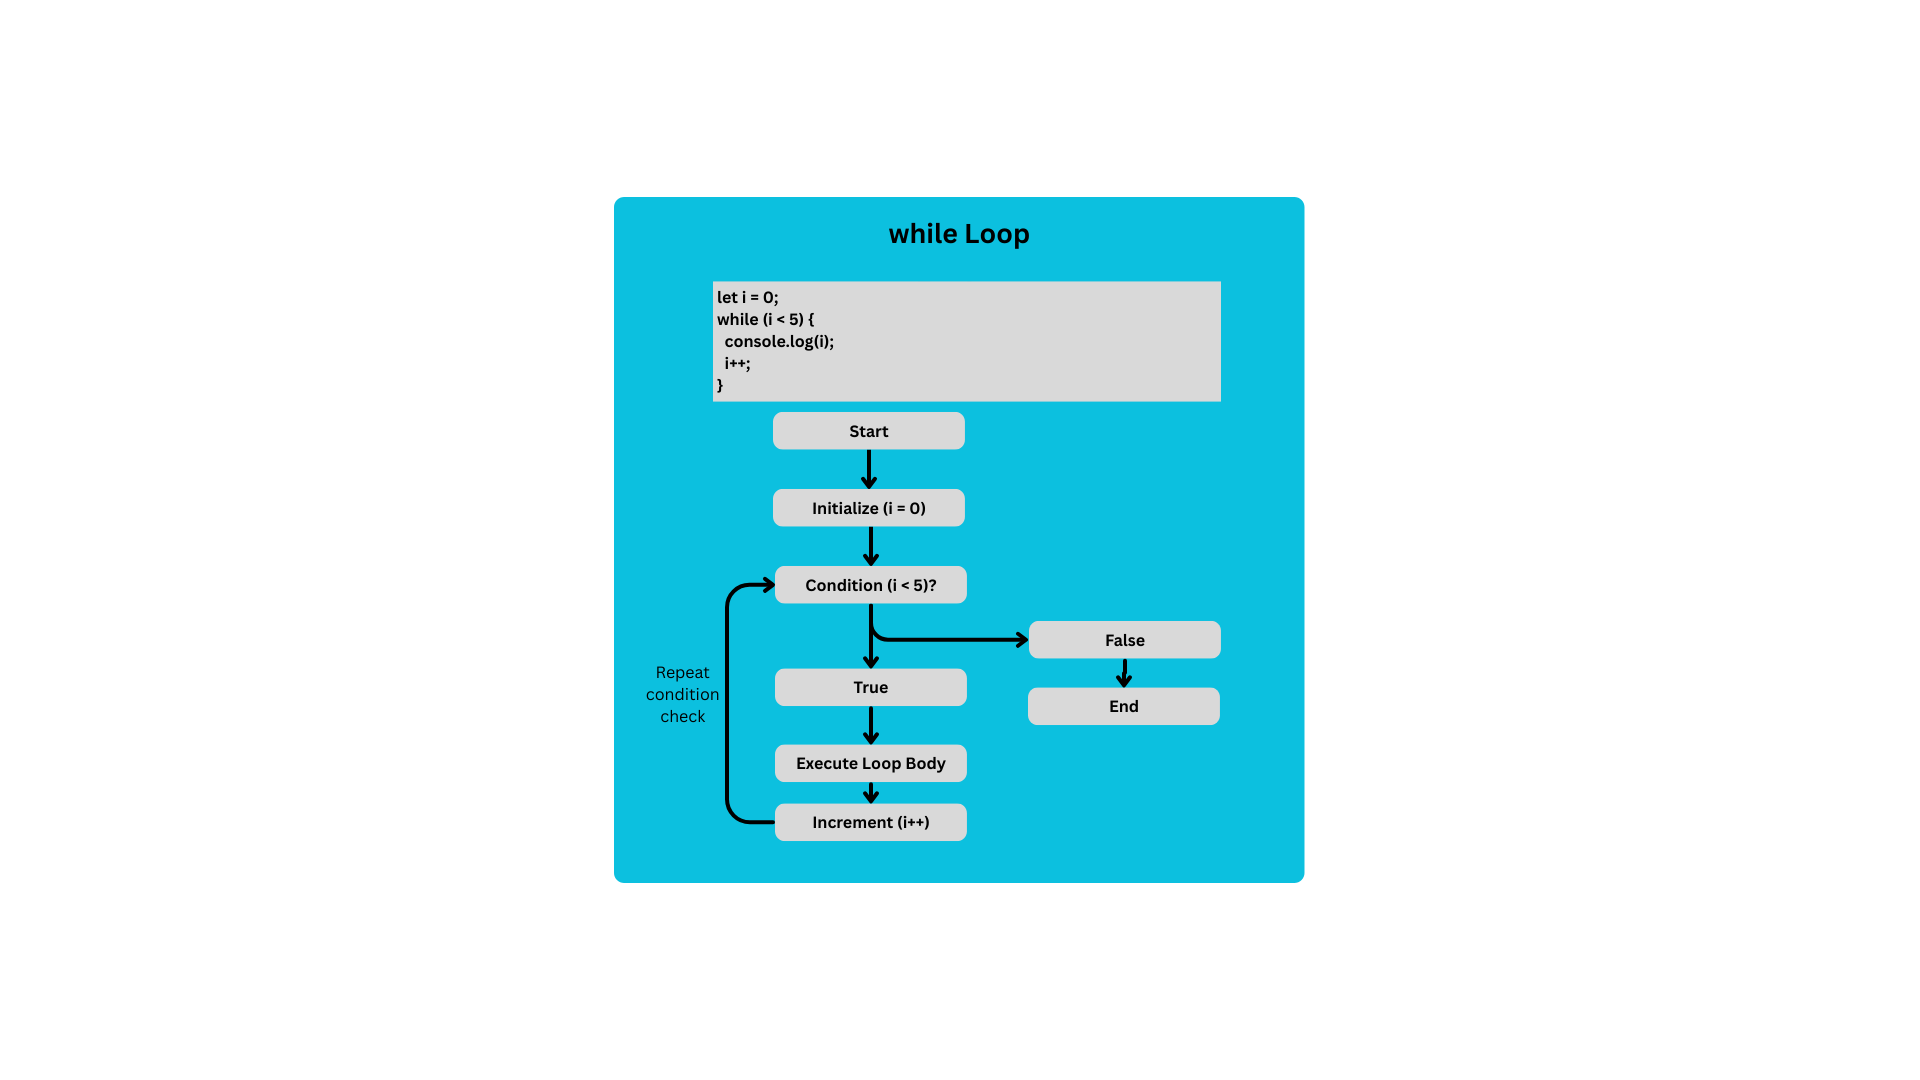 while Loop
let i = 0;
while (i < 5) {
  console.log(i);
  i++;
}
Start
Initialize (i = 0)
Condition (i < 5)?
False
Repeat
condition
check
True
End
Execute Loop Body
Increment (i++)